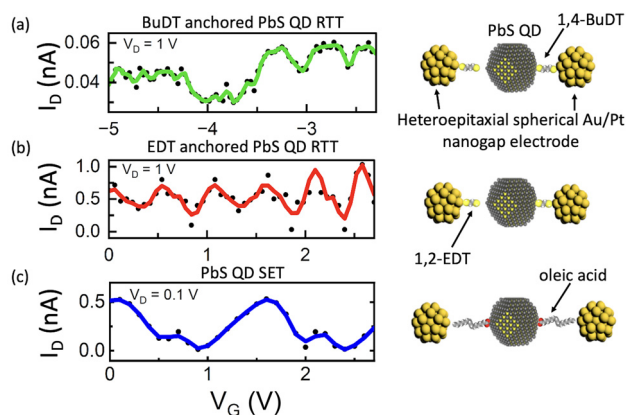 (a)
BuDT anchored PbS QD RTT
V_D = 1 V
0.06
0.04
I_D (nA)
−5
−4
−3
PbS QD
1,4-BuDT
Heteroepitaxial spherical Au/Pt
nanogap electrode
(b)
EDT anchored PbS QD RTT
V_D = 1 V
1.0
0.5
0.0
I_D (nA)
0
1
2
1,2-EDT
(c)
PbS QD SET
V_D = 0.1 V
0.5
0.0
I_D (nA)
0
1
2
V_G (V)
oleic acid